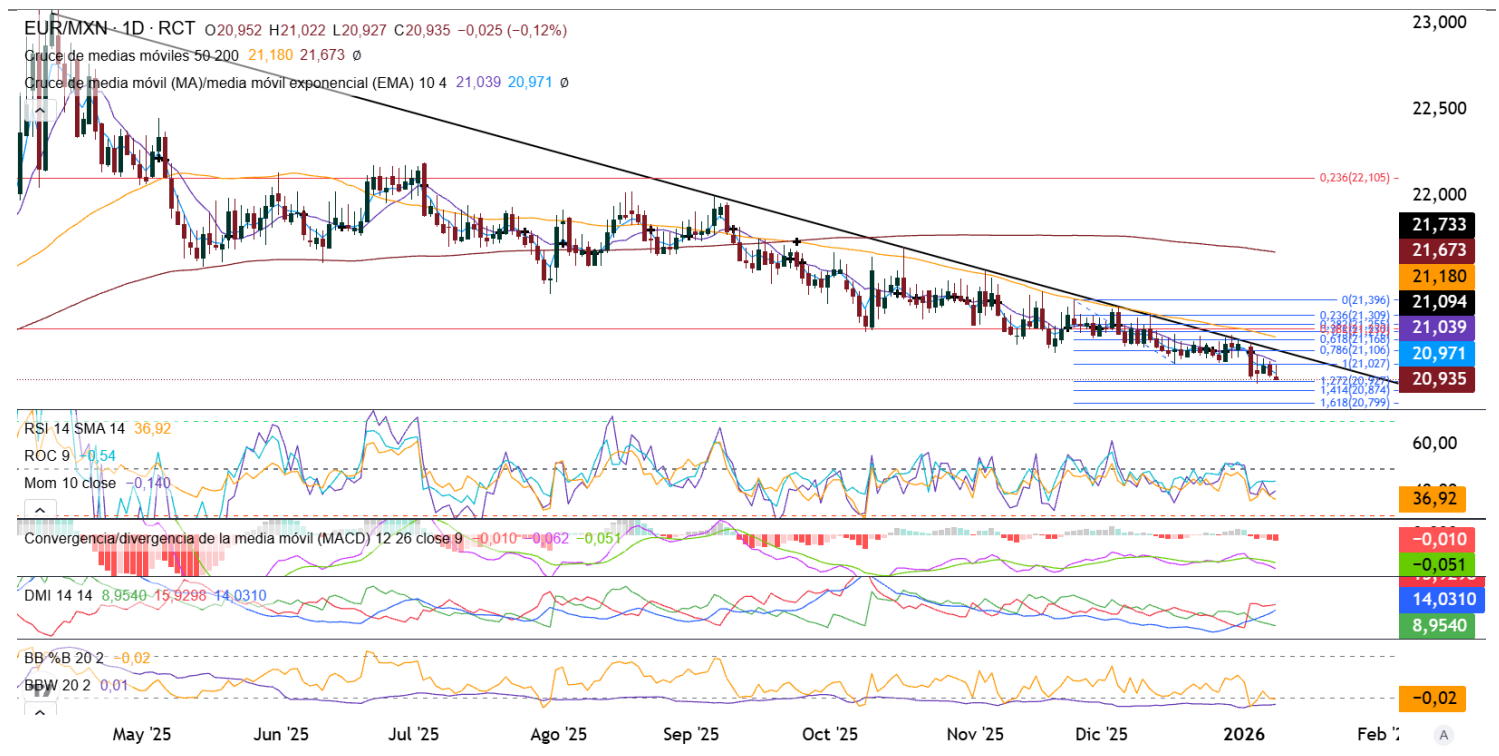 EUR/MXN · 1D · RCT O20,952 H21,022 L20,927 C20,935 −0,025 (−0,12%)
Cruce de medias móviles 50 200 21,180 21,673 ∅
Cruce de media móvil (MA)/media móvil exponencial (EMA) 10 4 21,039 20,971 ∅
23,000
22,500
0,236(22,105)
22,000
21,733
21,673
21,180
21,094
21,039
20,971
20,935
0(21,396)
0,236(21,309)
0,618(21,168)
0,786(21,106)
1(21,027)
1,272(20,927)
1,414(20,874)
1,618(20,799)
RSI 14 SMA 14 36,92
ROC 9 −0,54
Mom 10 close −0,140
60,00
36,92
Convergencia/divergencia de la media móvil (MACD) 12 26 close 9 −0,010 −0,062 −0,051
−0,010
−0,051
DMI 14 14 8,9540 15,9298 14,0310
14,0310
8,9540
BB %B 20 2 −0,02
BBW 20 2 0,01
−0,02
May '25 Jun '25 Jul '25 Ago '25 Sep '25 Oct '25 Nov '25 Dic '25 2026 Feb
A